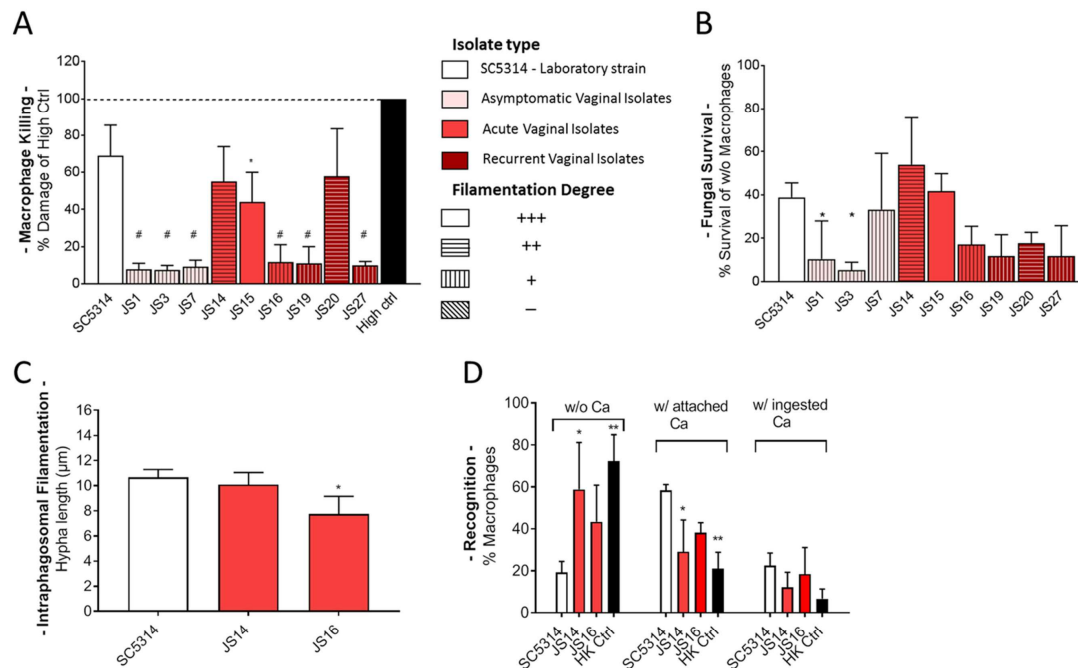 A
- Macrophage Killing -
% Damage of High Ctrl
120
100
80
60
40
20
0
*
# # # # # #
SC5314 JS1 JS3 JS7 JS14 JS15 JS16 JS19 JS20 JS27 High ctrl
Isolate type
SC5314 - Laboratory strain
Asymptomatic Vaginal Isolates
Acute Vaginal Isolates
Recurrent Vaginal Isolates
Filamentation Degree
+++
++
+
−
B
- Fungal Survival -
% Survival of w/o Macrophages
100
80
60
40
20
0
* *
SC5314 JS1 JS3 JS7 JS14 JS15 JS16 JS19 JS20 JS27
C
- Intraphagosomal Filamentation -
Hypha length (µm)
16
14
12
10
8
6
4
2
0
*
SC5314 JS14 JS16
D
- Recognition -
% Macrophages
100
80
60
40
20
0
w/o Ca
w/ attached
Ca
w/ ingested
Ca
* **
* **
SC5314 JS14 JS16 HK Ctrl SC5314 JS14 JS16 HK Ctrl SC5314 JS14 JS16 HK Ctrl